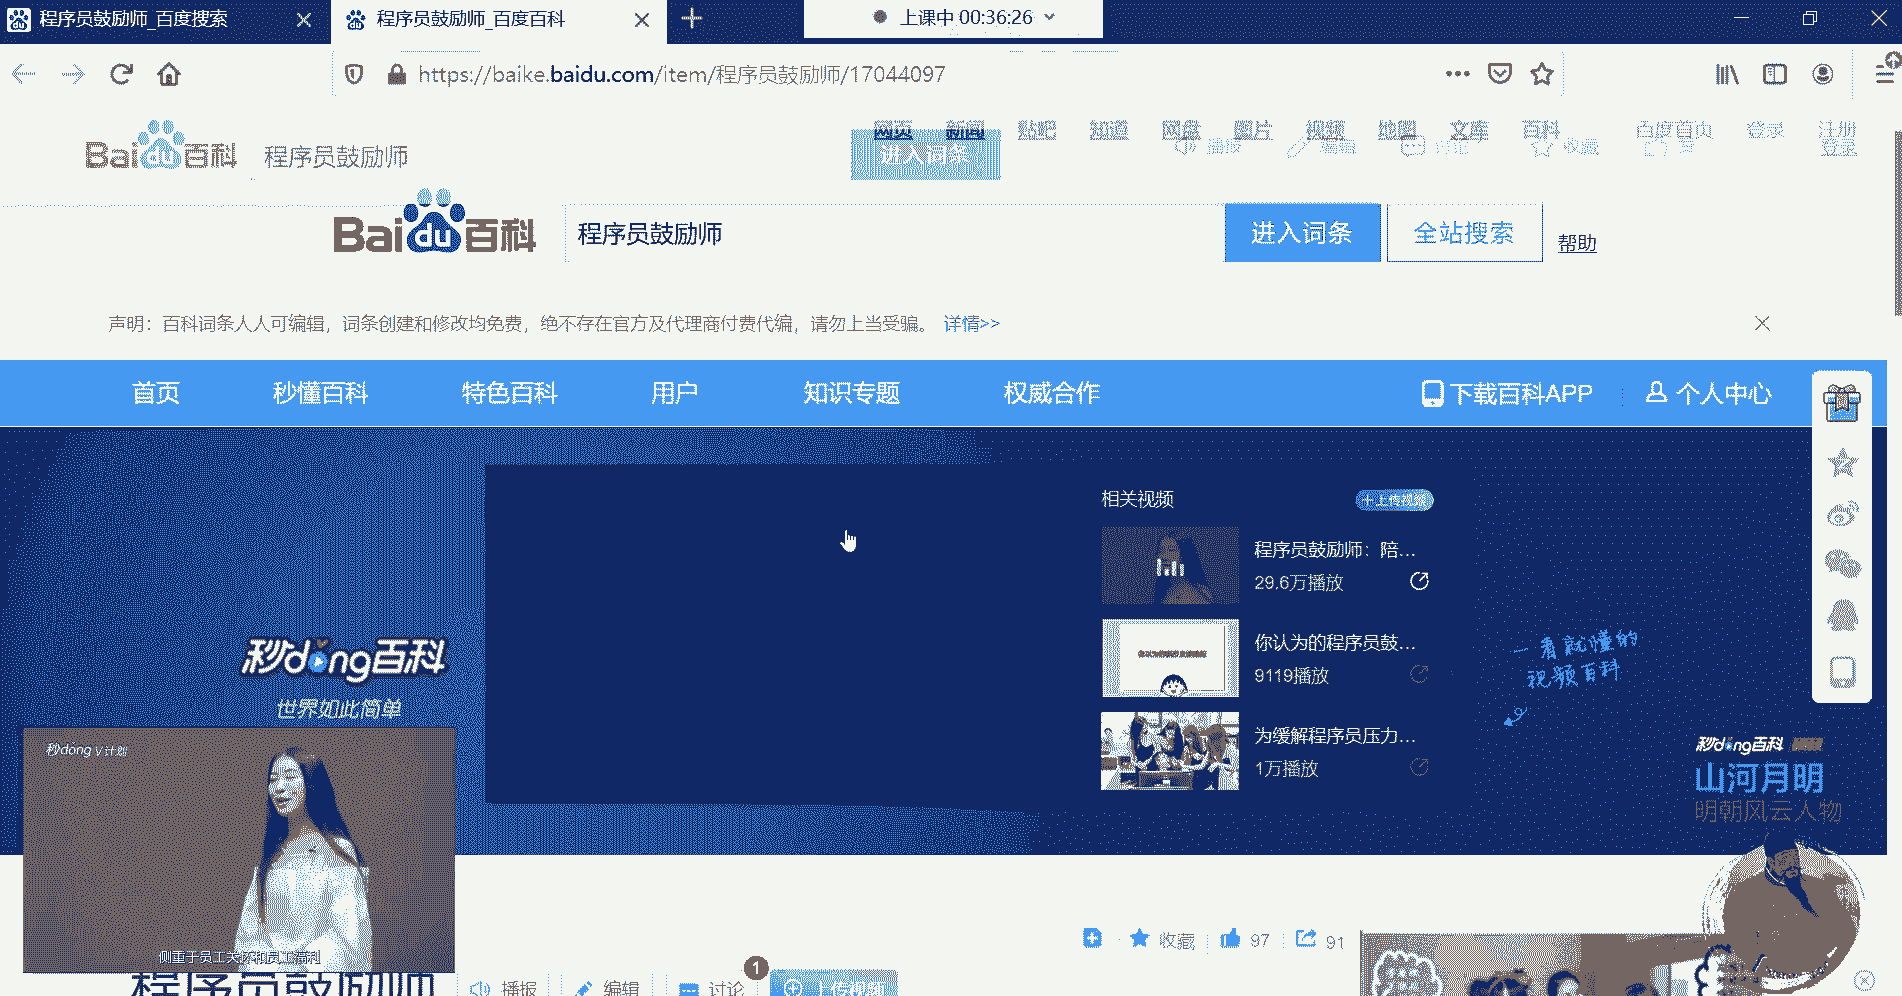 程序员鼓励师_百度搜索
程序员鼓励师_百度百科
上课中 00:36:26
https://baike.baidu.com/item/程序员鼓励师/17044097
网页 新闻 贴吧 知道 网盘 图片 视频 地图 文库 百科 百度首页 登录 注册
Baidu百科 程序员鼓励师 进入词条 播报 编辑 讨论 收藏 登录
Baidu百科 程序员鼓励师 进入词条 全站搜索 帮助
声明：百科词条人人可编辑，词条创建和修改均免费，绝不存在官方及代理商付费代编，请勿上当受骗。 详情>>
首页 秒懂百科 特色百科 用户 知识专题 权威合作 下载百科APP 个人中心
相关视频 +上传视频
程序员鼓励师：陪...
29.6万播放
你认为的程序员鼓...
9119播放
为缓解程序员压力...
1万播放
一看就懂的
视频百科
秒dong百科
世界如此简单
秒dong V计划
侧重于员工关怀和员工福利
秒dong百科
山河月明
明朝风云人物
收藏 97 91
程序员鼓励师 播报 编辑 讨论 1 上传视频